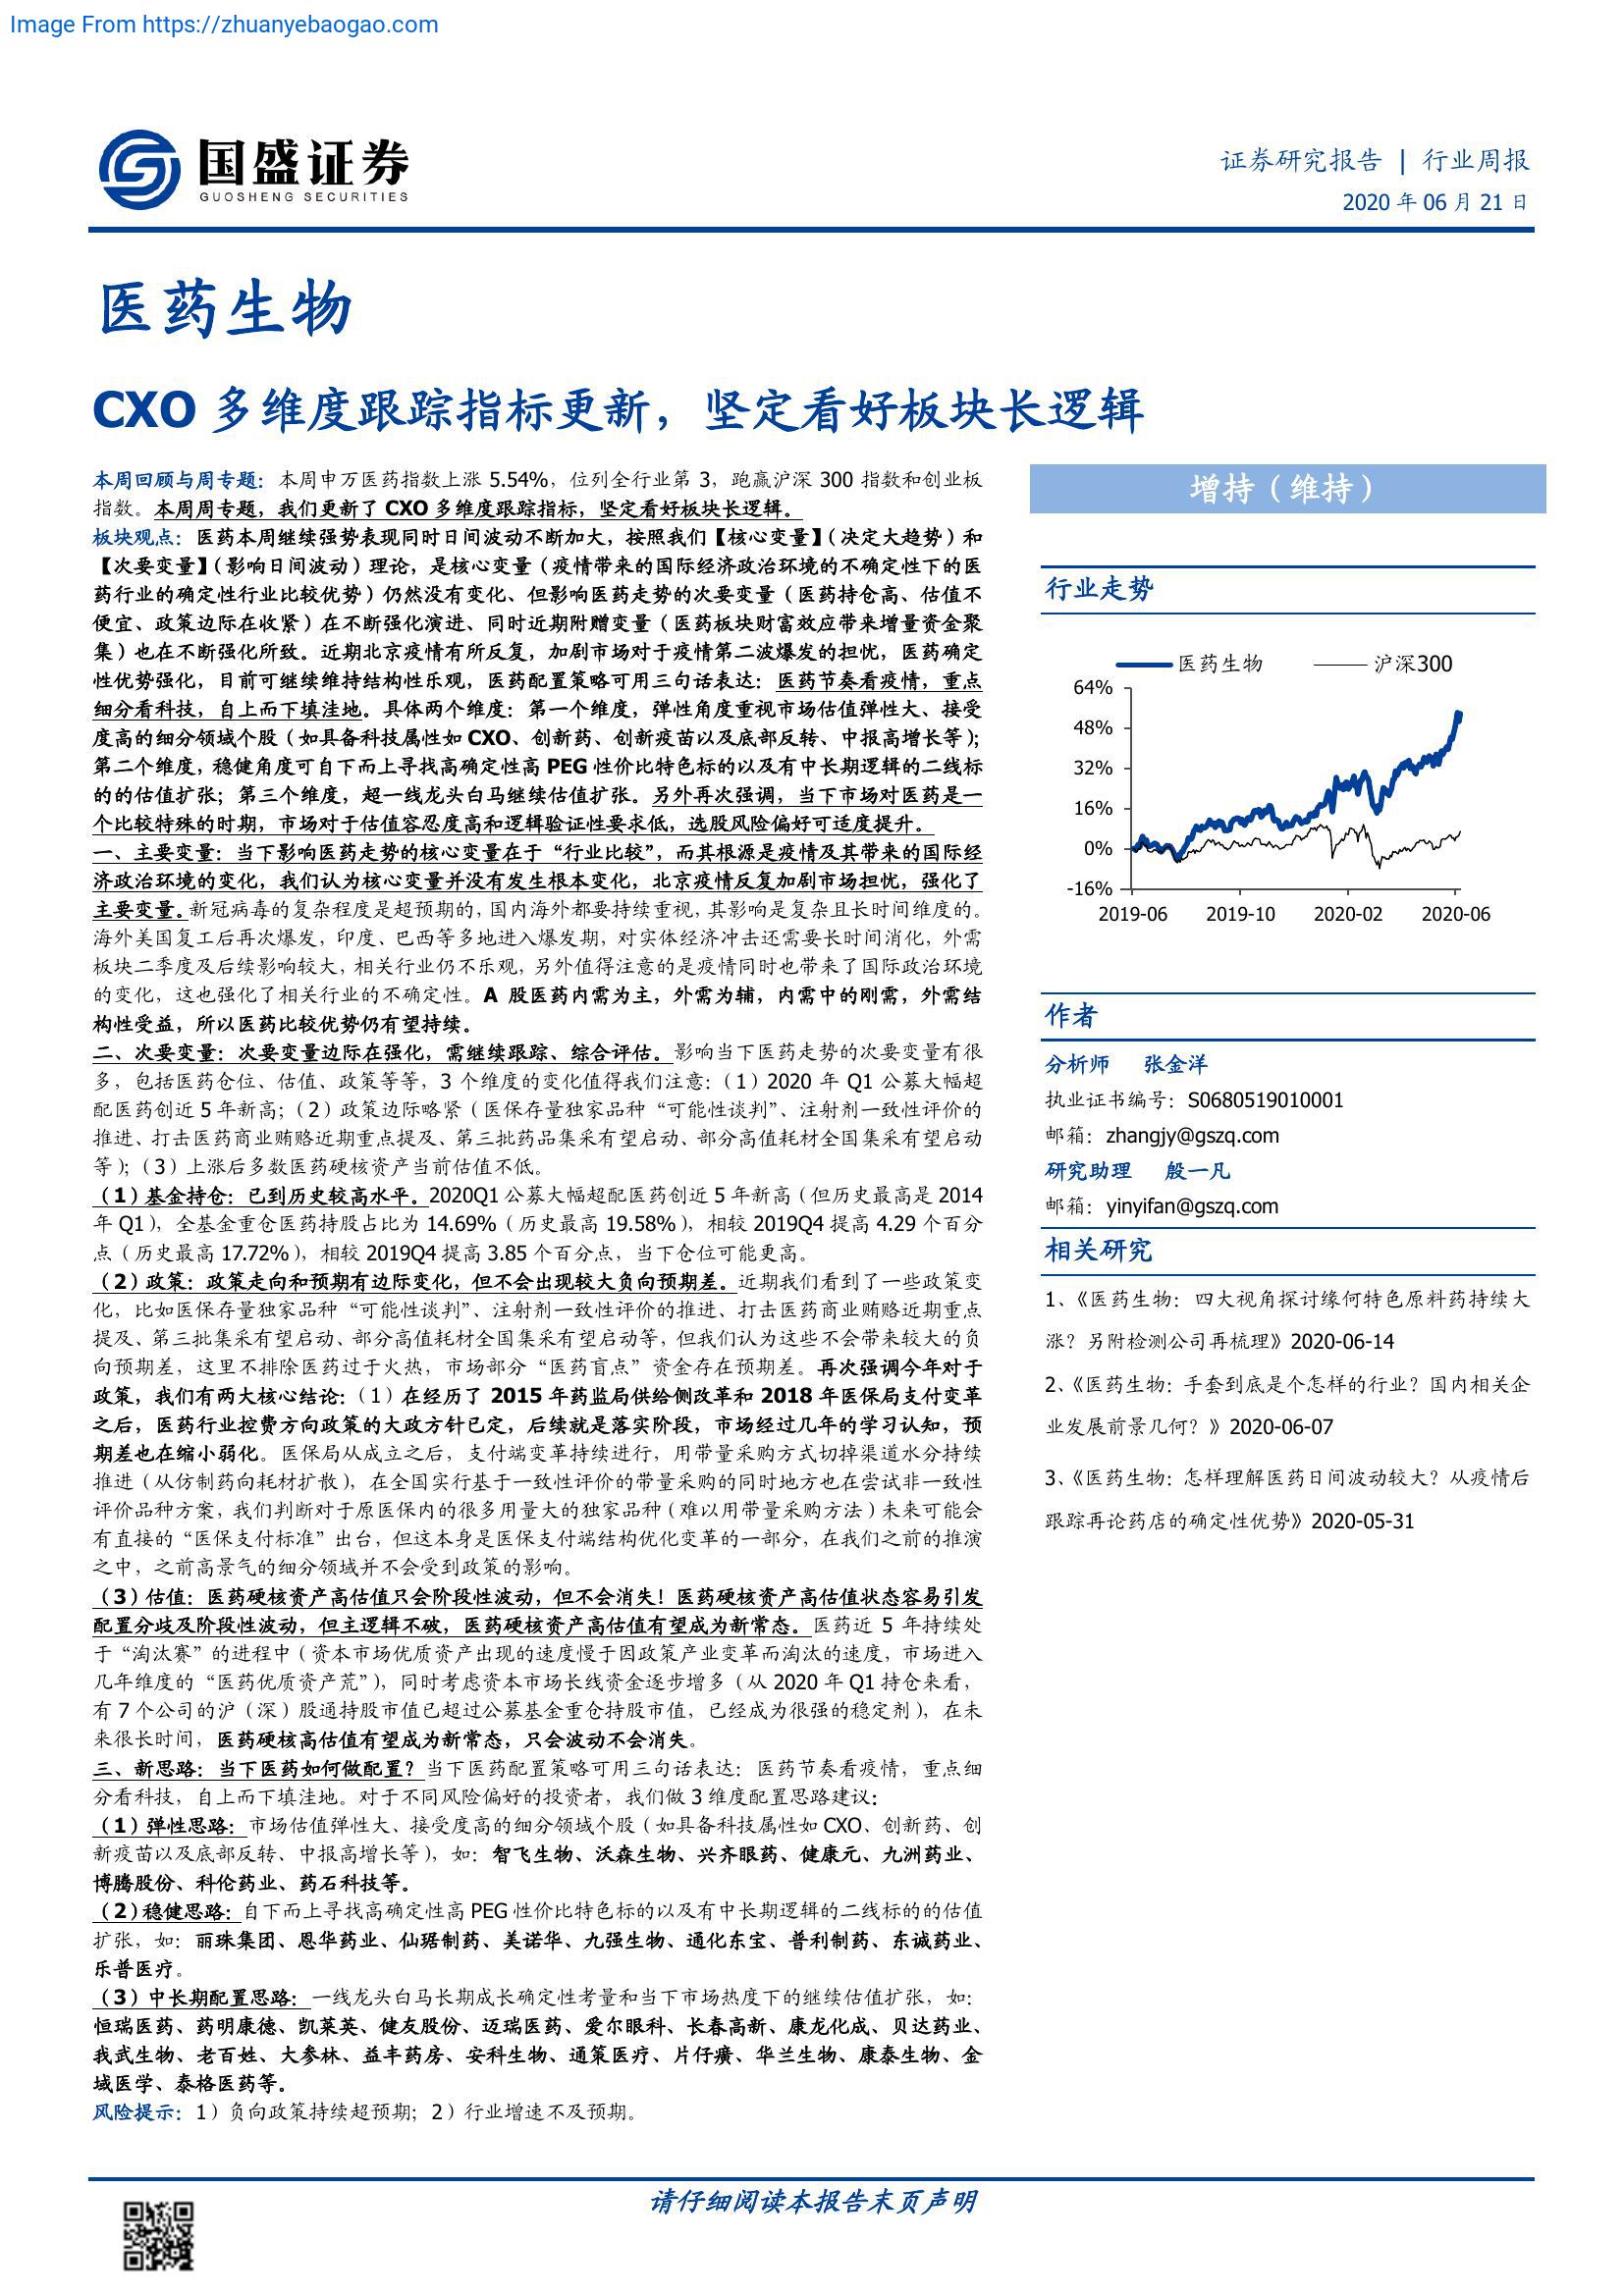 Image From https://zhuanyebaogao.com
国盛证券
GUOSHENG SECURITIES
证券研究报告 | 行业周报
2020 年 06 月 21 日
医药生物
CXO 多维度跟踪指标更新，坚定看好板块长逻辑
本周回顾与周专题：本周申万医药指数上涨 5.54%，位列全行业第 3，跑赢沪深 300 指数和创业板
指数。本周周专题，我们更新了 CXO 多维度跟踪指标，坚定看好板块长逻辑。
板块观点：医药本周继续强势表现同时日间波动不断加大，按照我们【核心变量】（决定大趋势）和
【次要变量】（影响日间波动）理论，是核心变量（疫情带来的国际经济政治环境的不确定性下的医
药行业的确定性行业比较优势）仍然没有变化、但影响医药走势的次要变量（医药持仓高、估值不
便宜、政策边际在收紧）在不断强化演进、同时近期附赠变量（医药板块财富效应带来增量资金聚
集）也在不断强化所致。近期北京疫情有所反复，加剧市场对于疫情第二波爆发的担忧，医药确定
性优势强化，目前可继续维持结构性乐观，医药配置策略可用三句话表达：医药节奏看疫情，重点
细分看科技，自上而下填洼地。具体两个维度：第一个维度，弹性角度重视市场估值弹性大、接受
度高的细分领域个股（如具备科技属性如 CXO、创新药、创新疫苗以及底部反转、中报高增长等）；
第二个维度，稳健角度可自下而上寻找高确定性高 PEG 性价比特色标的以及有中长期逻辑的二线标
的的估值扩张；第三个维度，超一线龙头白马继续估值扩张。另外再次强调，当下市场对医药是一
个比较特殊的时期，市场对于估值容忍度高和逻辑验证性要求低，选股风险偏好可适度提升。
一、主要变量：当下影响医药走势的核心变量在于“行业比较”，而其根源是疫情及其带来的国际经
济政治环境的变化，我们认为核心变量并没有发生根本变化，北京疫情反复加剧市场担忧，强化了
主要变量。新冠病毒的复杂程度是超预期的，国内海外都要持续重视，其影响是复杂且长时间维度的。
海外美国复工后再次爆发，印度、巴西等多地进入爆发期，对实体经济冲击还需要长时间消化，外需
板块二季度及后续影响较大，相关行业仍不乐观，另外值得注意的是疫情同时也带来了国际政治环境
的变化，这也强化了相关行业的不确定性。A 股医药内需为主，外需为辅，内需中的刚需，外需结
构性受益，所以医药比较优势仍有望持续。
二、次要变量：次要变量边际在强化，需继续跟踪、综合评估。影响当下医药走势的次要变量有很
多，包括医药仓位、估值、政策等等，3 个维度的变化值得我们注意：（1）2020 年 Q1 公募大幅超
配医药创近 5 年新高；（2）政策边际略紧（医保存量独家品种“可能性谈判”、注射剂一致性评价的
推进、打击医药商业贿赂近期重点提及、第三批药品集采有望启动、部分高值耗材全国集采有望启动
等）；（3）上涨后多数医药硬核资产当前估值不低。
（1）基金持仓：已到历史较高水平。2020Q1 公募大幅超配医药创近 5 年新高（但历史最高是 2014
年 Q1），全基金重仓医药持股占比为 14.69%（历史最高 19.58%），相较 2019Q4 提高 4.29 个百分
点（历史最高 17.72%），相较 2019Q4 提高 3.85 个百分点，当下仓位可能更高。
（2）政策：政策走向和预期有边际变化，但不会出现较大负向预期差。近期我们看到了一些政策变
化，比如医保存量独家品种“可能性谈判”、注射剂一致性评价的推进、打击医药商业贿赂近期重点
提及、第三批集采有望启动、部分高值耗材全国集采有望启动等，但我们认为这些不会带来较大的负
向预期差，这里不排除医药过于火热，市场部分“医药盲点”资金存在预期差。再次强调今年对于
政策，我们有两大核心结论：（1）在经历了 2015 年药监局供给侧改革和 2018 年医保局支付变革
之后，医药行业控费方向政策的大政方针已定，后续就是落实阶段，市场经过几年的学习认知，预
期差也在缩小弱化。医保局从成立之后，支付端变革持续进行，用带量采购方式切掉渠道水分持续
推进（从仿制药向耗材扩散），在全国实行基于一致性评价的带量采购的同时地方也在尝试非一致性
评价品种方案，我们判断对于原医保内的很多用量大的独家品种（难以用带量采购方法）未来可能会
有直接的“医保支付标准”出台，但这本身是医保支付端结构优化变革的一部分，在我们之前的推演
之中，之前高景气的细分领域并不会受到政策的影响。
（3）估值：医药硬核资产高估值只会阶段性波动，但不会消失！医药硬核资产高估值状态容易引发
配置分歧及阶段性波动，但主逻辑不破，医药硬核资产高估值有望成为新常态。医药近 5 年持续处
于“淘汰赛”的进程中（资本市场优质资产出现的速度慢于因政策产业变革而淘汰的速度，市场进入
几年维度的“医药优质资产荒”），同时考虑资本市场长线资金逐步增多（从 2020 年 Q1 持仓来看，
有 7 个公司的沪（深）股通持股市值已超过公募基金重仓持股市值，已经成为很强的稳定剂），在未
来很长时间，医药硬核高估值有望成为新常态，只会波动不会消失。
三、新思路：当下医药如何做配置？当下医药配置策略可用三句话表达：医药节奏看疫情，重点细
分看科技，自上而下填洼地。对于不同风险偏好的投资者，我们做 3 维度配置思路建议：
（1）弹性思路：市场估值弹性大、接受度高的细分领域个股（如具备科技属性如 CXO、创新药、创
新疫苗以及底部反转、中报高增长等），如：智飞生物、沃森生物、兴齐眼药、健康元、九洲药业、
博腾股份、科伦药业、药石科技等。
（2）稳健思路：自下而上寻找高确定性高 PEG 性价比特色标的以及有中长期逻辑的二线标的的估值
扩张，如：丽珠集团、恩华药业、仙琚制药、美诺华、九强生物、通化东宝、普利制药、东诚药业、
乐普医疗。
（3）中长期配置思路：一线龙头白马长期成长确定性考量和当下市场热度下的继续估值扩张，如：
恒瑞医药、药明康德、凯莱英、健友股份、迈瑞医药、爱尔眼科、长春高新、康龙化成、贝达药业、
我武生物、老百姓、大参林、益丰药房、安科生物、通策医疗、片仔癀、华兰生物、康泰生物、金
域医学、泰格医药等。
风险提示：1）负向政策持续超预期；2）行业增速不及预期。
增持（维持）
行业走势
医药生物 沪深300
64%
48%
32%
16%
0%
-16%
2019-06 2019-10 2020-02 2020-06
作者
分析师 张金洋
执业证书编号：S0680519010001
邮箱：zhangjy@gszq.com
研究助理 殷一凡
邮箱：yinyifan@gszq.com
相关研究
1、《医药生物：四大视角探讨缘何特色原料药持续大
涨？另附检测公司再梳理》2020-06-14
2、《医药生物：手套到底是个怎样的行业？国内相关企
业发展前景几何？》2020-06-07
3、《医药生物：怎样理解医药日间波动较大？从疫情后
跟踪再论药店的确定性优势》2020-05-31
请仔细阅读本报告末页声明